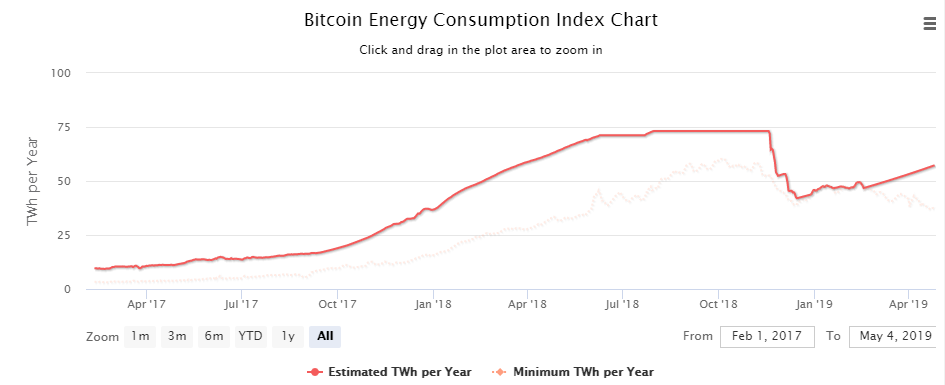 Bitcoin Energy Consumption Index Chart
Click and drag in the plot area to zoom in
TWh per Year
100
75
50
25
0
Apr '17 Jul '17 Oct '17 Jan '18 Apr '18 Jul '18 Oct '18 Jan '19 Apr '19
Zoom 1m 3m 6m YTD 1y All From Feb 1, 2017 To May 4, 2019
Estimated TWh per Year Minimum TWh per Year